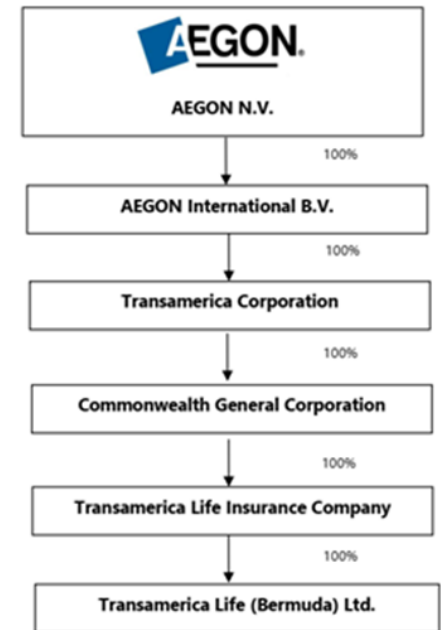 AEGON®
AEGON N.V.
100%
AEGON International B.V.
100%
Transamerica Corporation
100%
Commonwealth General Corporation
100%
Transamerica Life Insurance Company
100%
Transamerica Life (Bermuda) Ltd.